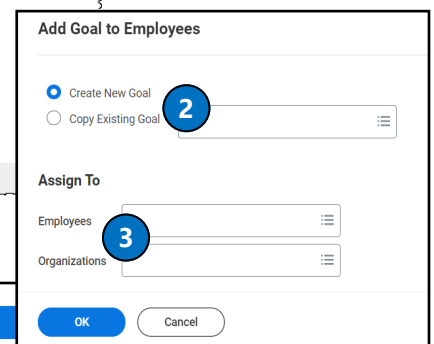 Add Goal to Employees
Create New Goal
2
Copy Existing Goal
Assign To
Employees
3
Organizations
OK Cancel